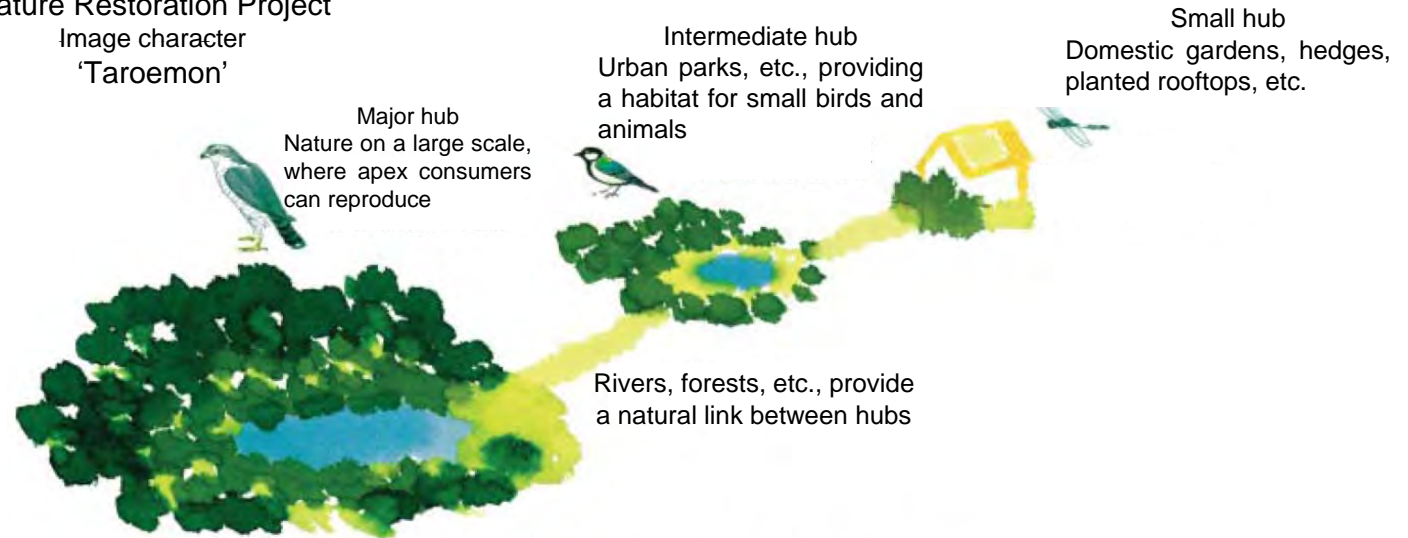 ature Restoration Project
Image character
‘Taroemon’
Major hub
Nature on a large scale,
where apex consumers
can reproduce
Intermediate hub
Urban parks, etc., providing
a habitat for small birds and
animals
Small hub
Domestic gardens, hedges,
planted rooftops, etc.
Rivers, forests, etc., provide
a natural link between hubs